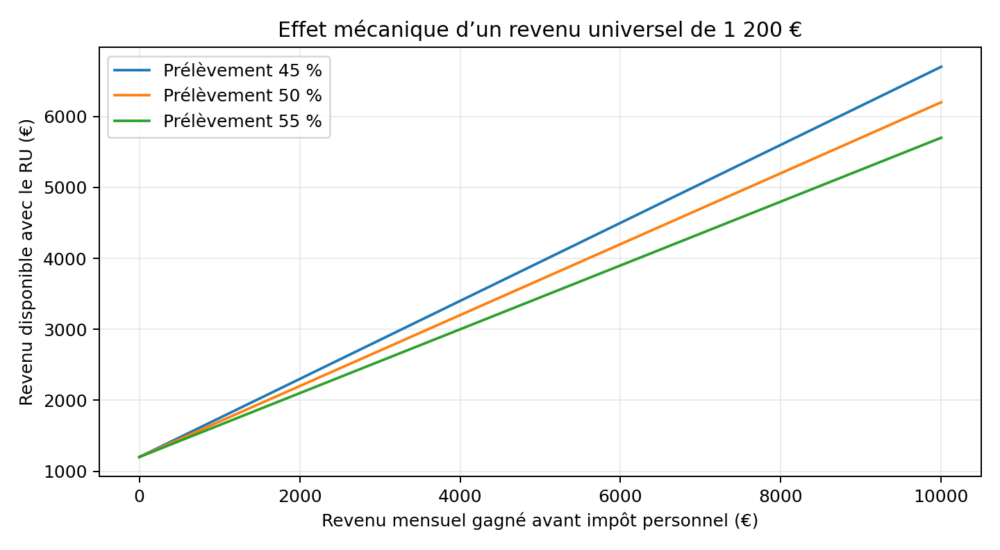 Effet mécanique d’un revenu universel de 1 200 €
Prélèvement 45 %
Prélèvement 50 %
Prélèvement 55 %
Revenu disponible avec le RU (€)
6000
5000
4000
3000
2000
1000
0 2000 4000 6000 8000 10000
Revenu mensuel gagné avant impôt personnel (€)